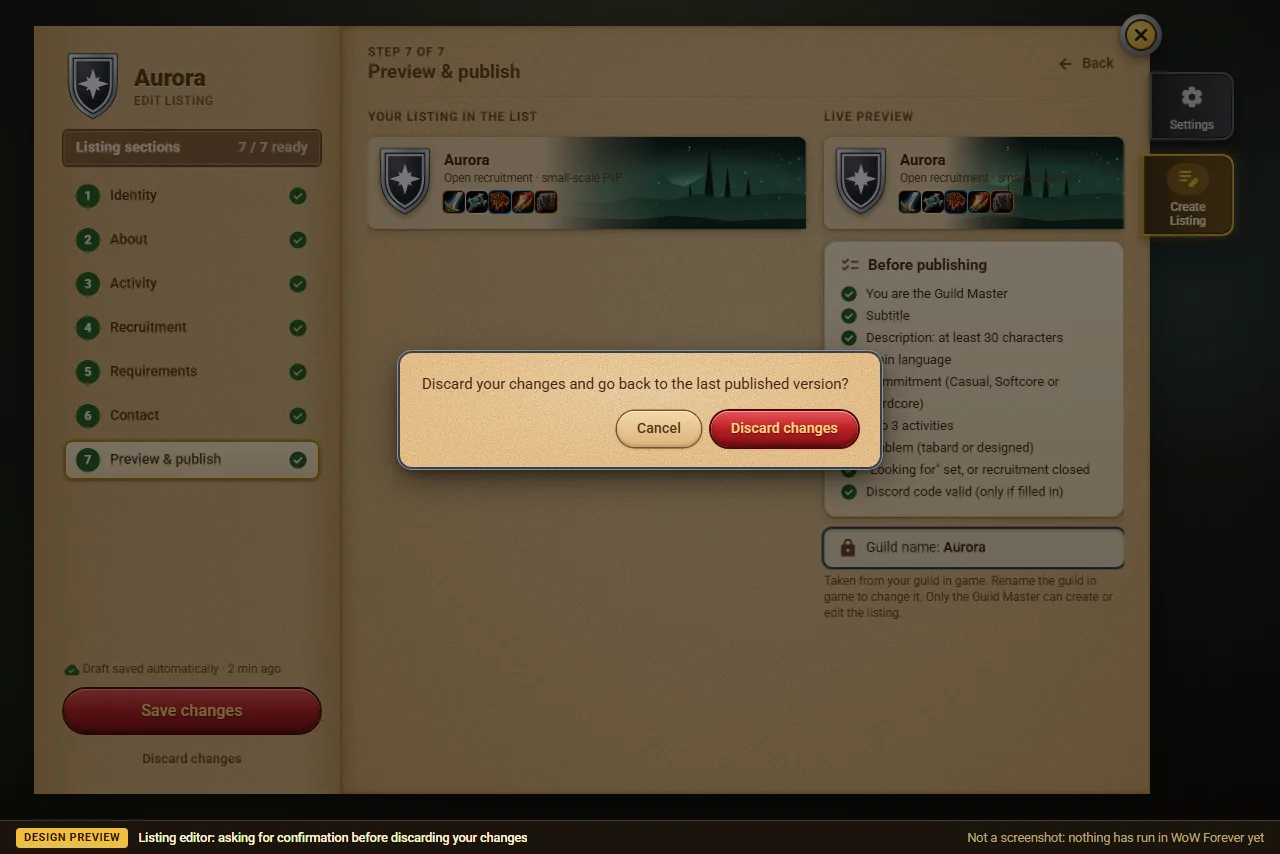 Aurora
EDIT LISTING
Listing sections 7 / 7 ready
1 Identity
2 About
3 Activity
4 Recruitment
5 Requirements
6 Contact
7 Preview & publish
Draft saved automatically · 2 min ago
Save changes
Discard changes
STEP 7 OF 7
Preview & publish
Back
YOUR LISTING IN THE LIST
Aurora
Open recruitment · small-scale PvP
LIVE PREVIEW
Aurora
Open recruitment · small-scale PvP
Before publishing
You are the Guild Master
Subtitle
Description: at least 30 characters
language
(Casual, Softcore or
3 activities
(tabard or designed)
"Looking for" set, or recruitment closed
Discord code valid (only if filled in)
Guild name: Aurora
Taken from your guild in game. Rename the guild in
game to change it. Only the Guild Master can create or
edit the listing.
Discard your changes and go back to the last published version?
Cancel
Discard changes
Settings
Create
Listing
DESIGN PREVIEW Listing editor: asking for confirmation before discarding your changes
Not a screenshot: nothing has run in WoW Forever yet